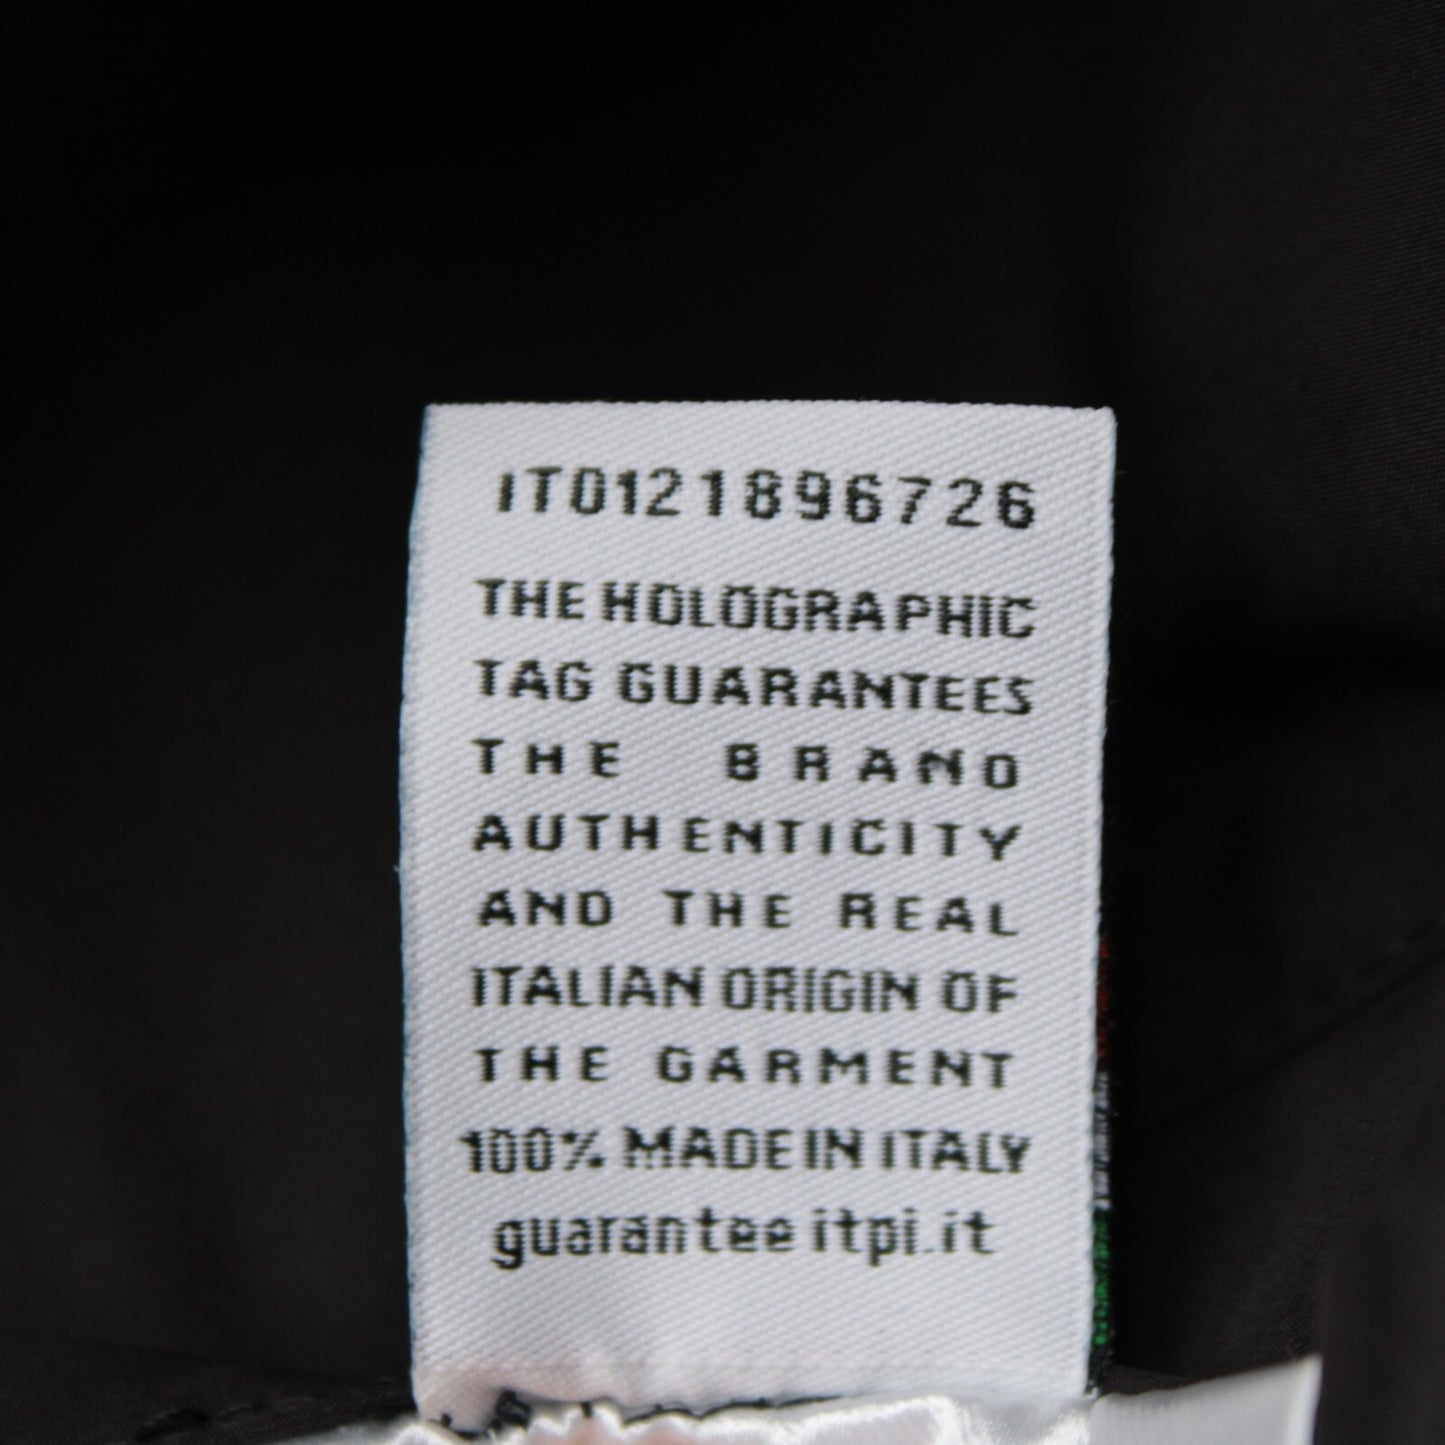 IT0121896726
THE HOLOGRAPHIC
TAG GUARANTEES
THE BRAND
AUTHENTICITY
AND THE REAL
ITALIAN ORIGIN OF
THE GARMENT
100% MADE IN ITALY
guarantee itpi.it